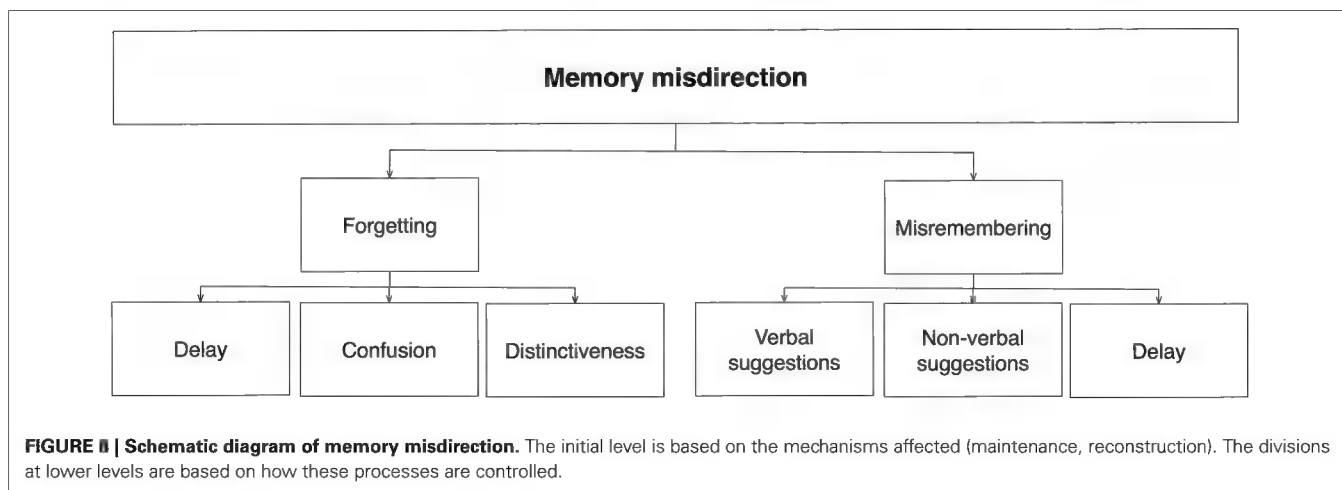 Memory misdirection
Forgetting
Misremembering
Delay
Confusion
Distinctiveness
Verbal
suggestions
Non-verbal
suggestions
Delay
FIGURE | Schematic diagram of memory misdirection. The initial level is based on the mechanisms affected (maintenance, reconstruction). The divisions
at lower levels are based on how these processes are controlled.